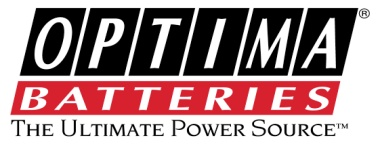 OPTIMA®
BATTERIES
THE ULTIMATE POWER SOURCE™